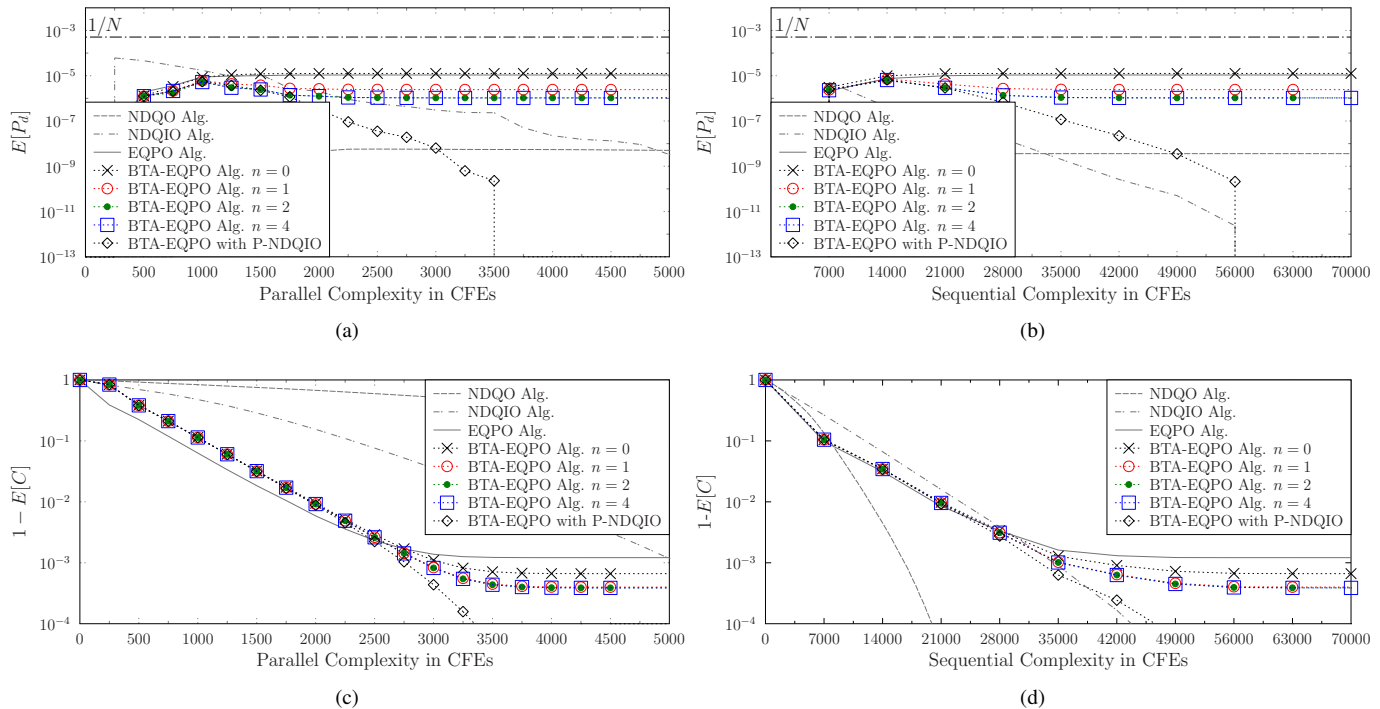 1/N
10^{-3}
10^{-5}
10^{-7}
10^{-9}
10^{-11}
10^{-13}
E[P_d]
NDQO Alg.
NDQIO Alg.
EQPO Alg.
BTA-EQPO Alg. n = 0
BTA-EQPO Alg. n = 1
BTA-EQPO Alg. n = 2
BTA-EQPO Alg. n = 4
BTA-EQPO with P-NDQIO
0 500 1000 1500 2000 2500 3000 3500 4000 4500 5000
Parallel Complexity in CFEs
(a)
1/N
10^{-3}
10^{-5}
10^{-7}
10^{-9}
10^{-11}
10^{-13}
E[P_d]
NDQO Alg.
NDQIO Alg.
EQPO Alg.
BTA-EQPO Alg. n = 0
BTA-EQPO Alg. n = 1
BTA-EQPO Alg. n = 2
BTA-EQPO Alg. n = 4
BTA-EQPO with P-NDQIO
7000 14000 21000 28000 35000 42000 49000 56000 63000 70000
Sequential Complexity in CFEs
(b)
1
10^{-1}
10^{-2}
10^{-3}
10^{-4}
1 − E[C]
NDQO Alg.
NDQIO Alg.
EQPO Alg.
BTA-EQPO Alg. n = 0
BTA-EQPO Alg. n = 1
BTA-EQPO Alg. n = 2
BTA-EQPO Alg. n = 4
BTA-EQPO with P-NDQIO
0 500 1000 1500 2000 2500 3000 3500 4000 4500 5000
Parallel Complexity in CFEs
(c)
1
10^{-1}
10^{-2}
10^{-3}
10^{-4}
1-E[C]
NDQO Alg.
NDQIO Alg.
EQPO Alg.
BTA-EQPO Alg. n = 0
BTA-EQPO Alg. n = 1
BTA-EQPO Alg. n = 2
BTA-EQPO Alg. n = 4
BTA-EQPO with P-NDQIO
0 7000 14000 21000 28000 35000 42000 49000 56000 63000 70000
Sequential Complexity in CFEs
(d)